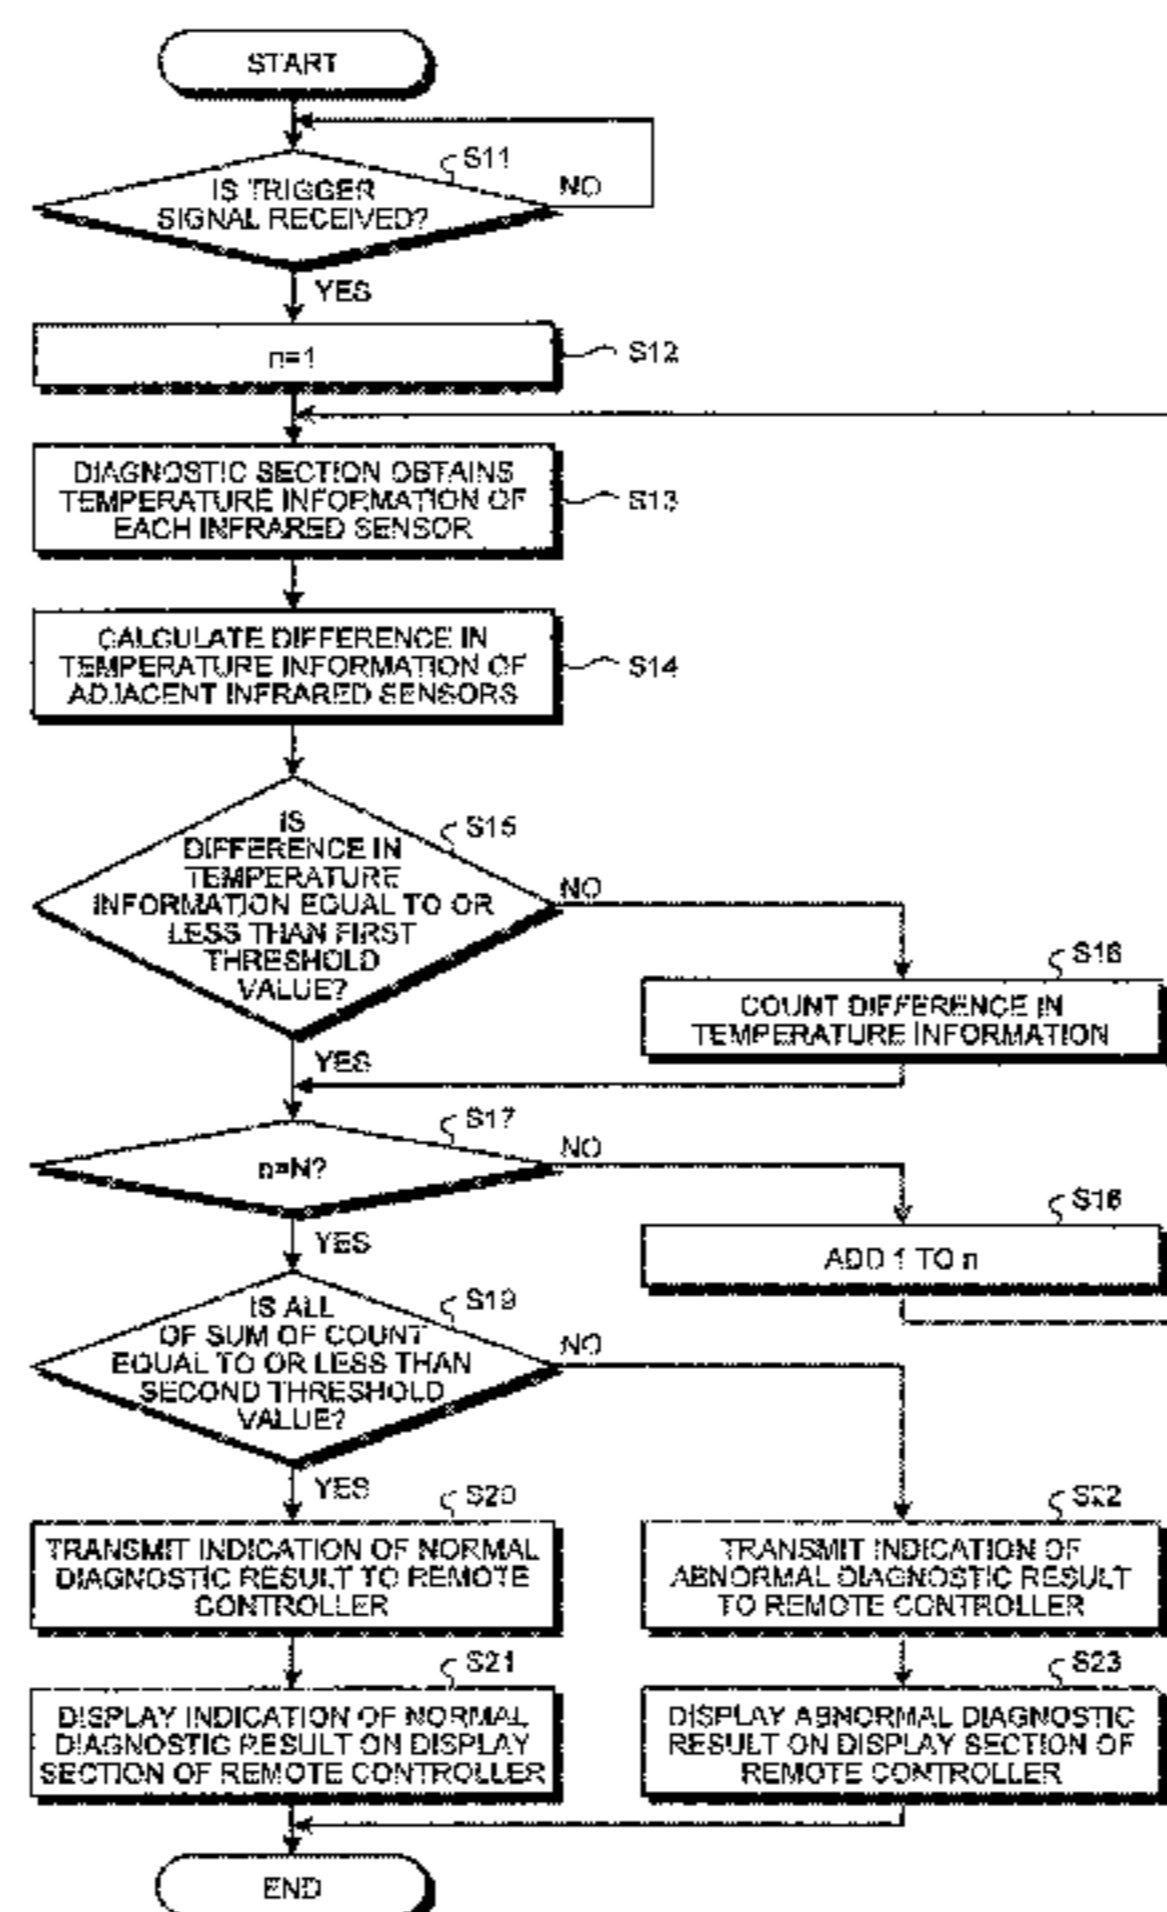 START
S11
IS TRIGGER
SIGNAL RECEIVED?
NO
YES
n=1
S12
DIAGNOSTIC SECTION OBTAINS
TEMPERATURE INFORMATION OF
EACH INFRARED SENSOR
S13
CALCULATE DIFFERENCE IN
TEMPERATURE INFORMATION OF
ADJACENT INFRARED SENSORS
S14
S15
IS
DIFFERENCE IN
TEMPERATURE
INFORMATION EQUAL TO OR
LESS THAN FIRST
THRESHOLD
VALUE?
NO
YES
S16
COUNT DIFFERENCE IN
TEMPERATURE INFORMATION
S17
n=N?
NO
YES
S18
ADD 1 TO n
S19
IS ALL
OF SUM OF COUNT
EQUAL TO OR LESS THAN
SECOND THRESHOLD
VALUE?
NO
YES
S20
TRANSMIT INDICATION OF NORMAL
DIAGNOSTIC RESULT TO REMOTE
CONTROLLER
S22
TRANSMIT INDICATION OF
ABNORMAL DIAGNOSTIC RESULT
TO REMOTE CONTROLLER
S21
DISPLAY INDICATION OF NORMAL
DIAGNOSTIC RESULT ON DISPLAY
SECTION OF REMOTE CONTROLLER
S23
DISPLAY ABNORMAL DIAGNOSTIC
RESULT ON DISPLAY SECTION OF
REMOTE CONTROLLER
END